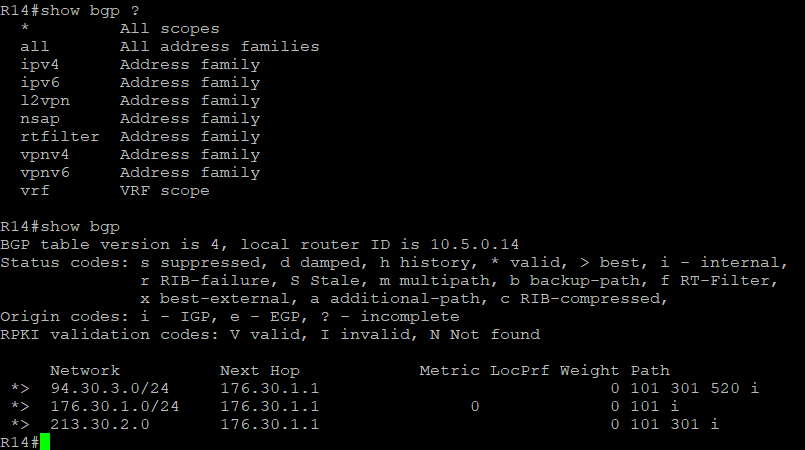 R14#show bgp ?
  *         All scopes
  all       All address families
  ipv4      Address family
  ipv6      Address family
  l2vpn     Address family
  nsap      Address family
  rtfilter  Address family
  vpnv4     Address family
  vpnv6     Address family
  vrf       VRF scope
R14#show bgp
BGP table version is 4, local router ID is 10.5.0.14
Status codes: s suppressed, d damped, h history, * valid, > best, i - internal,
              r RIB-failure, S Stale, m multipath, b backup-path, f RT-Filter,
              x best-external, a additional-path, c RIB-compressed,
Origin codes: i - IGP, e - EGP, ? - incomplete
RPKI validation codes: V valid, I invalid, N Not found
     Network          Next Hop            Metric LocPrf Weight Path
 *>  94.30.3.0/24     176.30.1.1                             0 101 301 520 i
 *>  176.30.1.0/24    176.30.1.1               0             0 101 i
 *>  213.30.2.0       176.30.1.1                             0 101 301 i
R14#